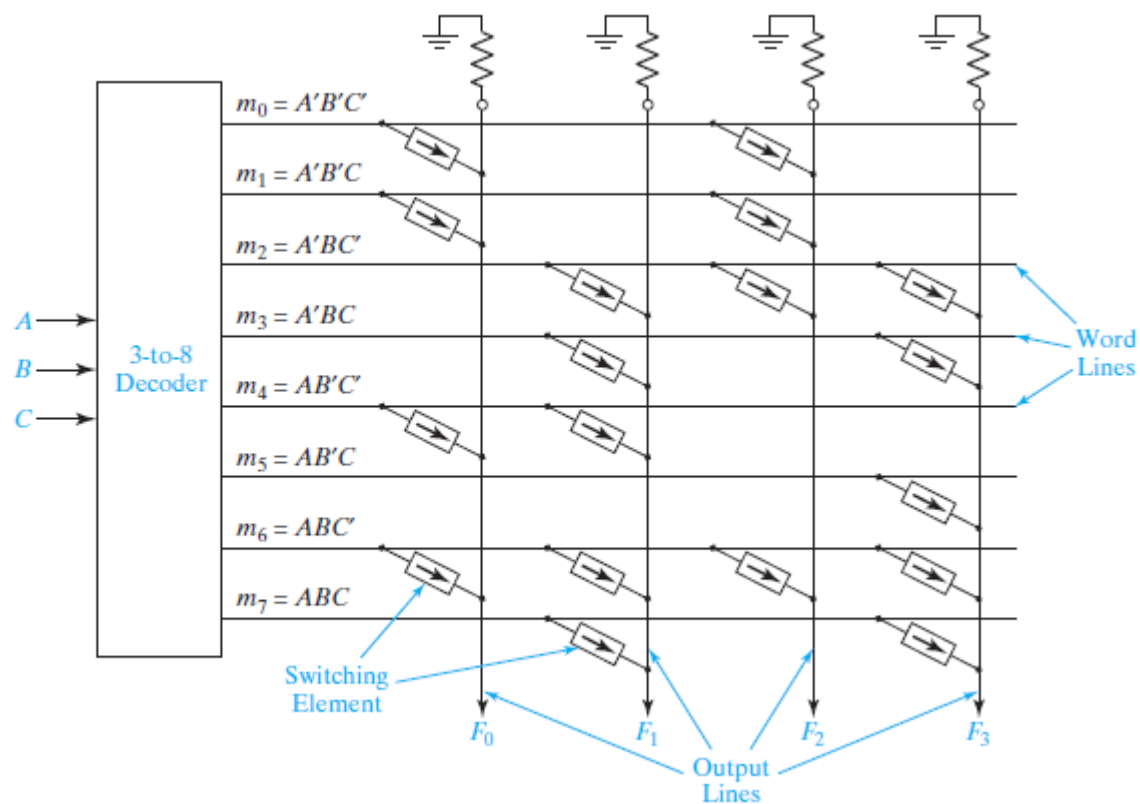 m₀ = A′B′C′
m₁ = A′B′C
m₂ = A′BC′
m₃ = A′BC
m₄ = AB′C′
m₅ = AB′C
m₆ = ABC′
m₇ = ABC
A
B
C
3-to-8
Decoder
Word
Lines
Switching
Element
F₀
F₁
F₂
F₃
Output
Lines